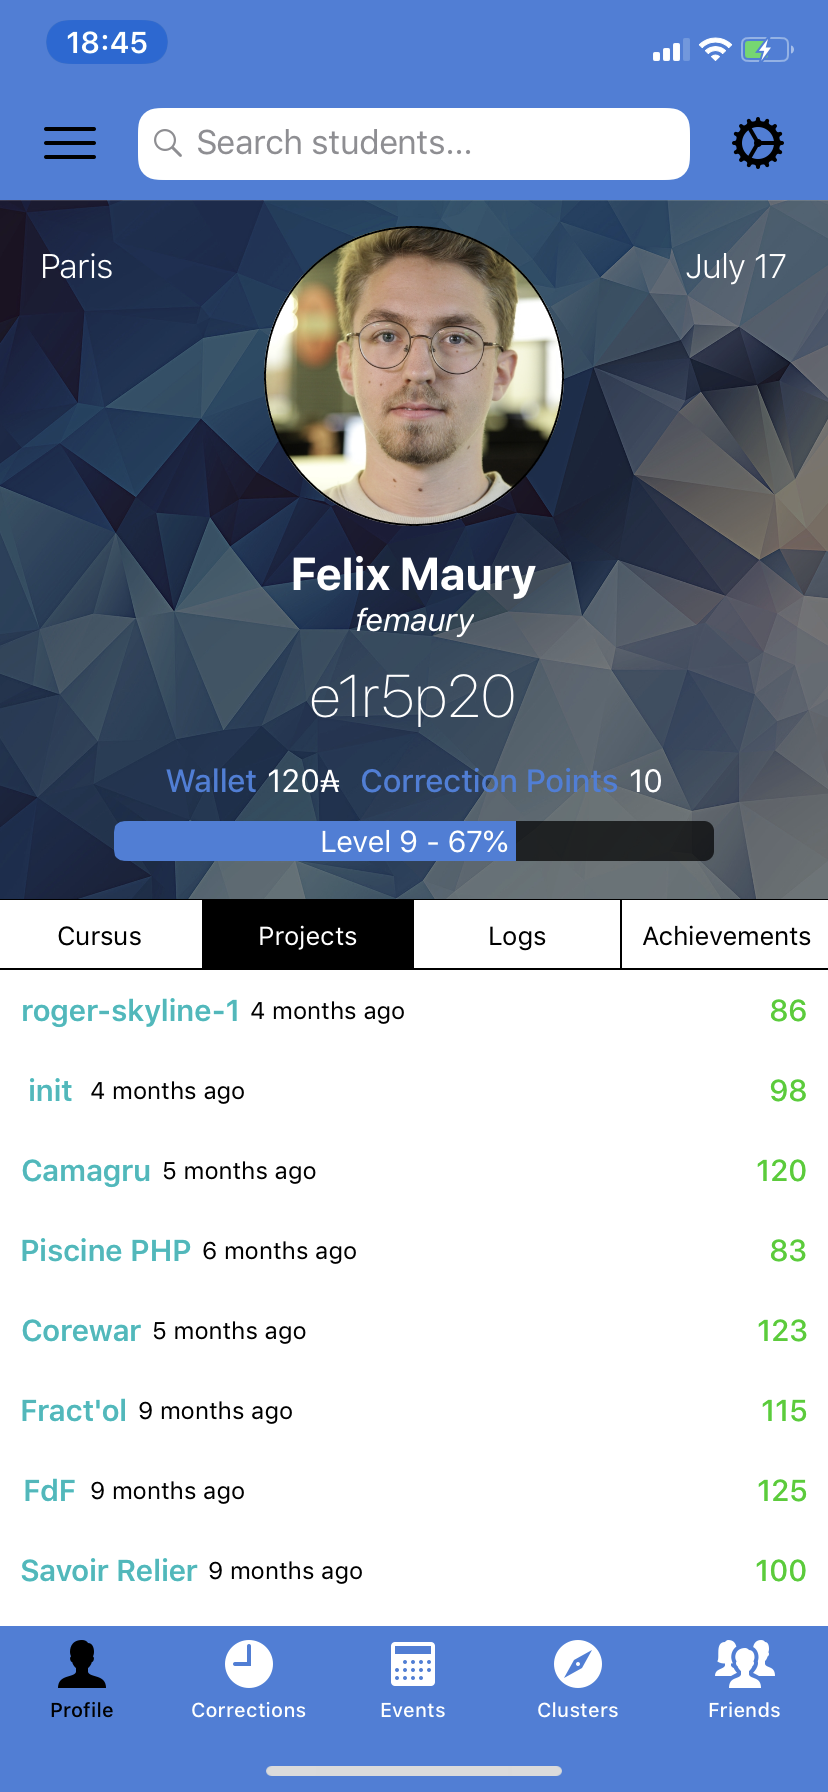 18:45
Search students...
Paris
July 17
Felix Maury
femaury
e1r5p20
Wallet 120₳ Correction Points 10
Level 9 - 67%
Cursus Projects Logs Achievements
roger-skyline-1 4 months ago 86
init 4 months ago 98
Camagru 5 months ago 120
Piscine PHP 6 months ago 83
Corewar 5 months ago 123
Fract'ol 9 months ago 115
FdF 9 months ago 125
Savoir Relier 9 months ago 100
Profile Corrections Events Clusters Friends